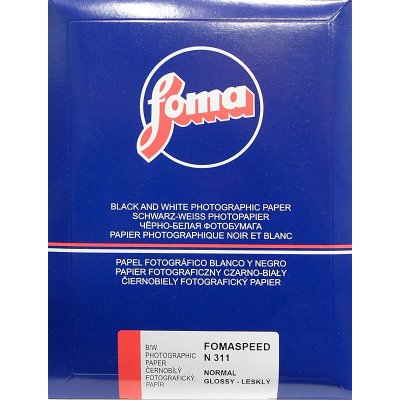 foma
BLACK AND WHITE PHOTOGRAPHIC PAPER
SCHWARZ-WEISS PHOTOPAPIER
ЧЁРНО-БЕЛАЯ ФОТОБУМАГА
PAPIER PHOTOGRAPHIQUE NOIR ET BLANC
PAPEL FOTOGRÁFICO BLANCO Y NEGRO
PAPIER FOTOGRAFICZNY CZARNO-BIAŁY
ČIERNOBIELY FOTOGRAFICKÝ PAPIER
B/W
PHOTOGRAPHIC
PAPER
ČERNOBÍLÝ
FOTOGRAFICKÝ
PAPÍR
FOMASPEED
N 311
NORMAL
GLOSSY - LESKLÝ